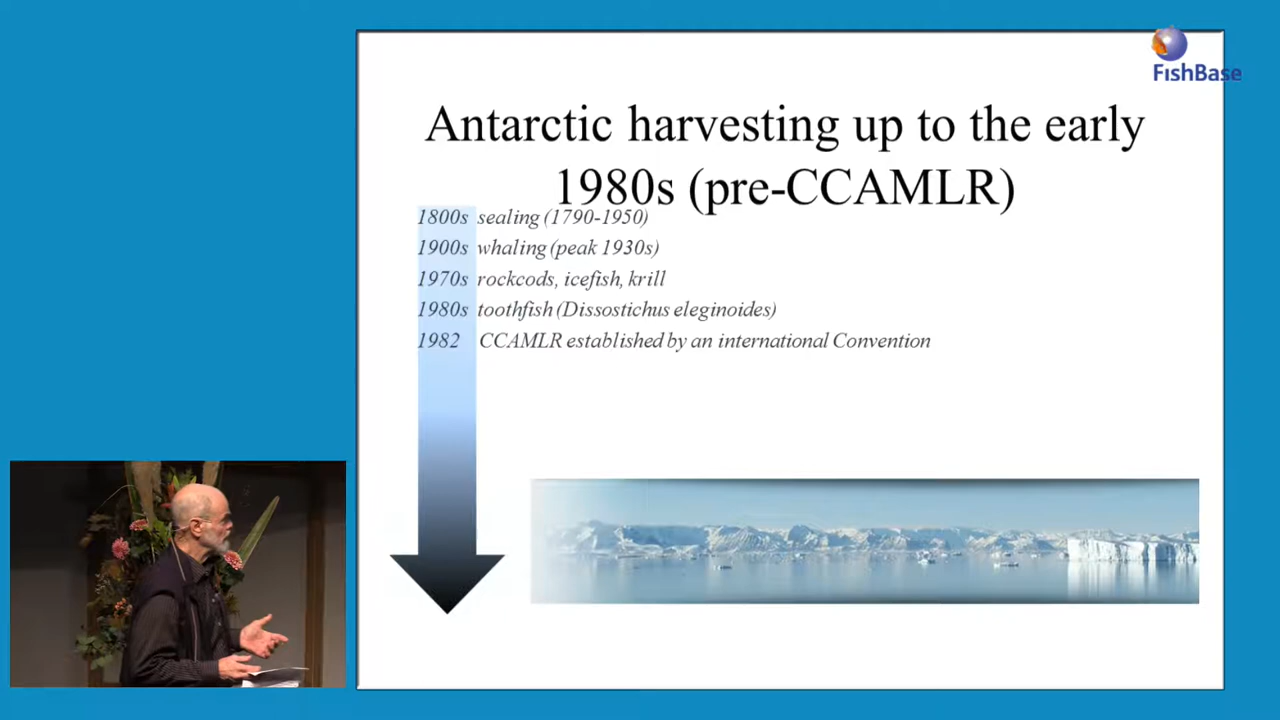 FishBase
Antarctic harvesting up to the early
1980s (pre-CCAMLR)
1800s sealing (1790-1950)
1900s whaling (peak 1930s)
1970s rockcods, icefish, krill
1980s toothfish (Dissostichus eleginoides)
1982 CCAMLR established by an international Convention